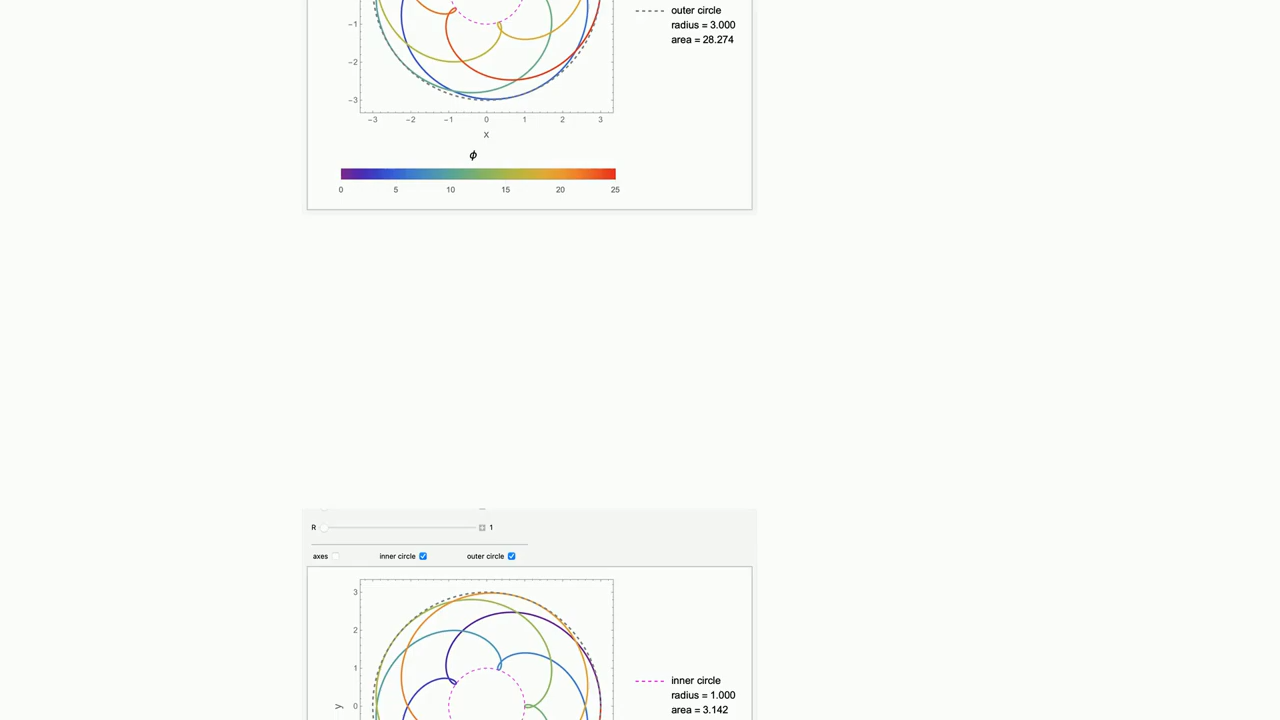 outer circle
radius = 3.000
area = 28.274
−1
−2
−3
−3 −2 −1 0 1 2 3
x
ϕ
0 5 10 15 20 25
R 1
axes inner circle outer circle
3
2
1
0
y
inner circle
radius = 1.000
area = 3.142